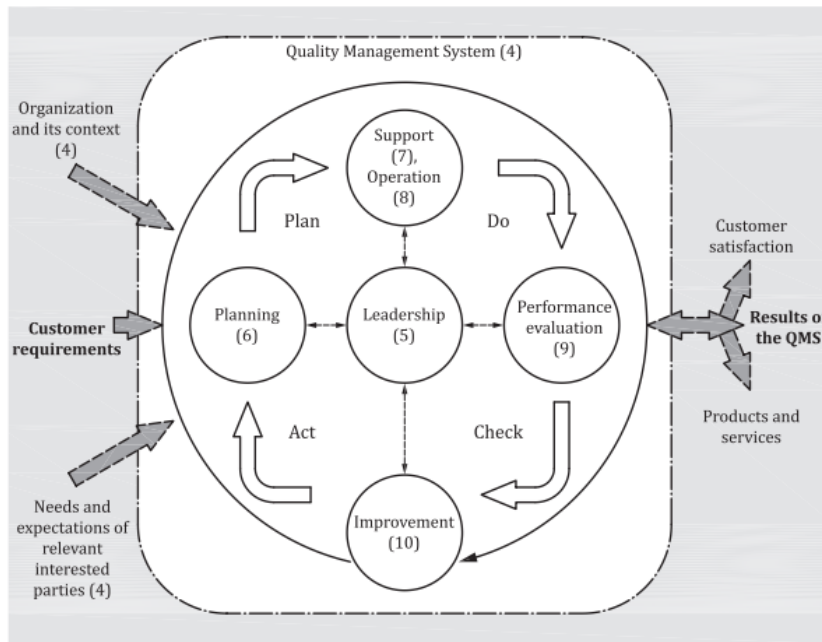 Quality Management System (4)
Organization
and its context
(4)
Support
(7),
Operation
(8)
Plan
Do
Customer
satisfaction
Planning
(6)
Leadership
(5)
Performance
evaluation
(9)
Customer
requirements
Results o
the QMS
Act
Check
Products and
services
Improvement
(10)
Needs and
expectations of
relevant
interested
parties (4)